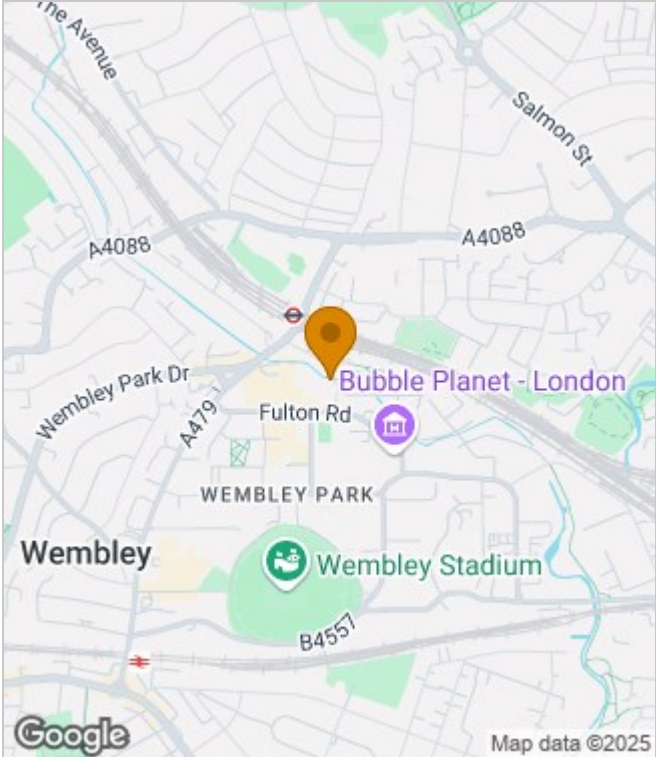 The Avenue
Salmon St
A4088
A4088
Wembley Park Dr
Bubble Planet - London
A479
Fulton Rd
WEMBLEY PARK
Wembley
Wembley Stadium
B4557
Google
Map data ©2025